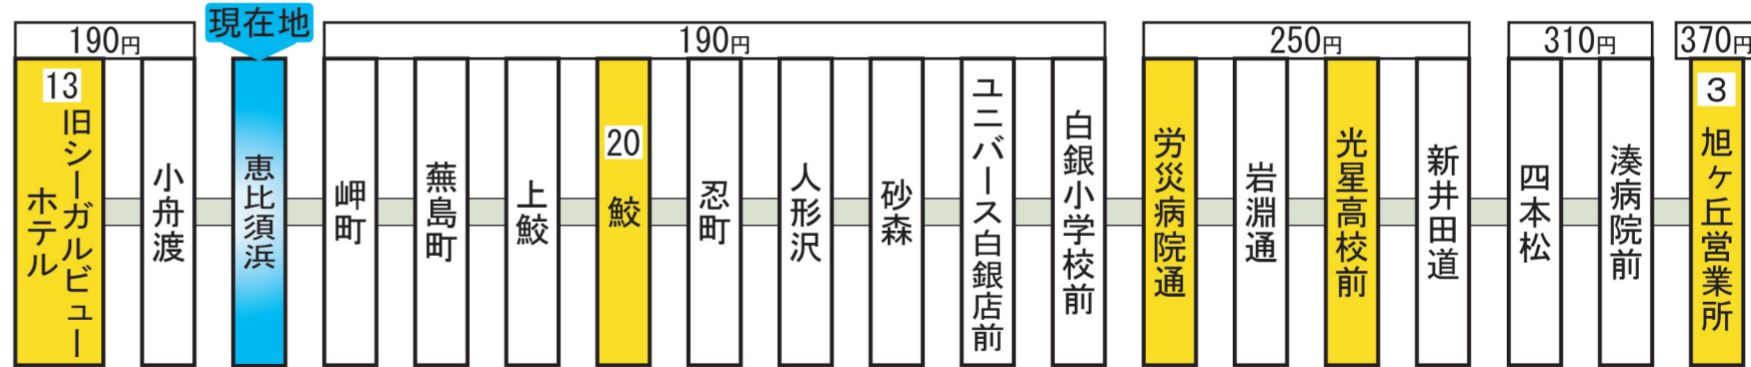 現在地
190円
190円
250円
310円
370円
13
旧シーガルビュー
ホテル
小舟渡
恵比須浜
岬町
蕪島町
上鮫
20
鮫
忍町
人形沢
砂森
ユニバース白銀店前
白銀小学校前
労災病院通
岩淵通
光星高校前
新井田道
四本松
湊病院前
3
旭ヶ丘営業所